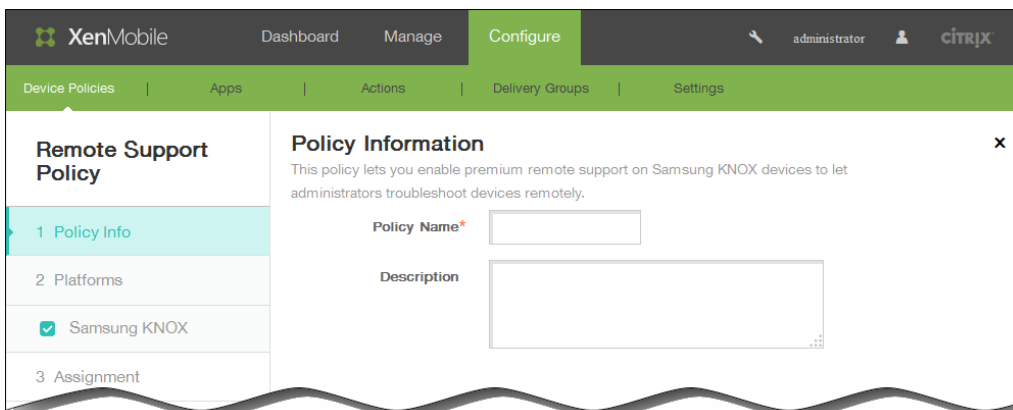 XenMobile Dashboard Manage Configure administrator CİTRIX
Device Policies | Apps | Actions | Delivery Groups | Settings
Remote Support
Policy
1 Policy Info
2 Platforms
Samsung KNOX
3 Assignment
Policy Information
This policy lets you enable premium remote support on Samsung KNOX devices to let
administrators troubleshoot devices remotely.
Policy Name*
Description
x